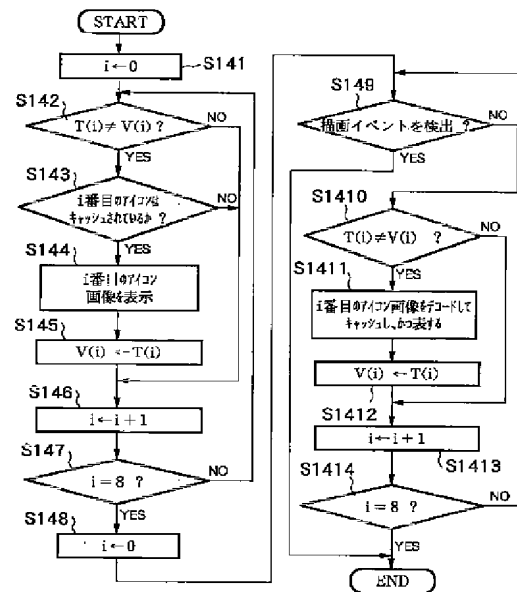 START
i←0
S141
S142
T(i)≠V(i) ?
NO
YES
S143
i番目のアイコンは
キャッシュされているか ?
NO
YES
S144
i番目のアイコン
画像を表示
S145
V(i) ←T(i)
S146
i←i+1
S147
i=8 ?
NO
YES
S148
i←0
S149
描画イベントを検出 ?
NO
YES
S1410
T(i)≠V(i) ?
NO
YES
S1411
i番目のアイコン画像をデコードして
キャッシュし、かつ表する
V(i) ←T(i)
S1412
i←i+1
S1413
S1414
i=8 ?
NO
YES
END